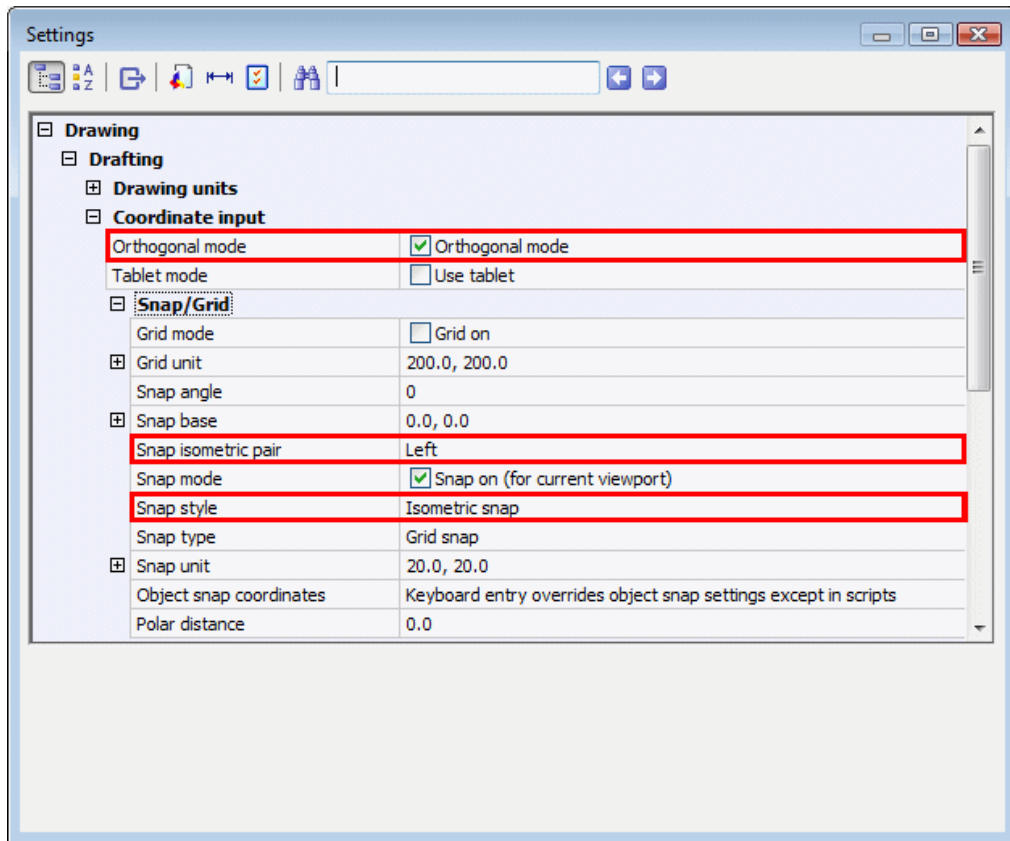 Settings
A
Z
Drawing
Drafting
Drawing units
Coordinate input
Orthogonal mode Orthogonal mode
Tablet mode Use tablet
Snap/Grid
Grid mode Grid on
Grid unit 200.0, 200.0
Snap angle 0
Snap base 0.0, 0.0
Snap isometric pair Left
Snap mode Snap on (for current viewport)
Snap style Isometric snap
Snap type Grid snap
Snap unit 20.0, 20.0
Object snap coordinates Keyboard entry overrides object snap settings except in scripts
Polar distance 0.0